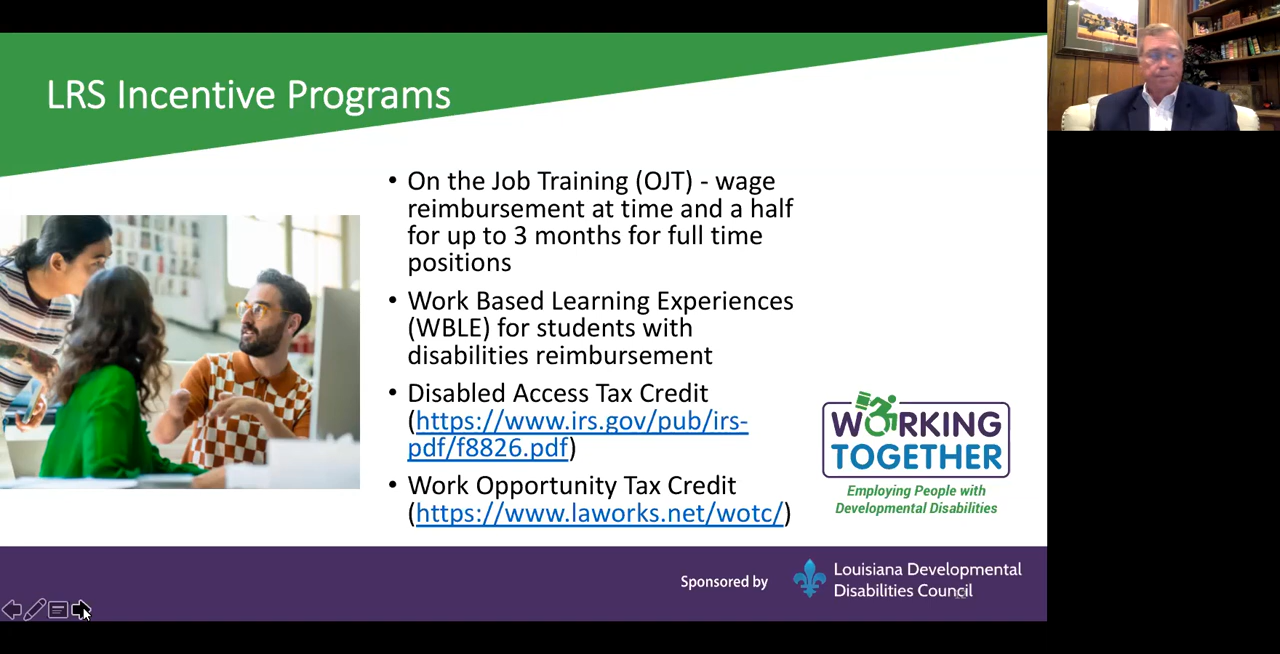 LRS Incentive Programs
• On the Job Training (OJT) - wage
reimbursement at time and a half
for up to 3 months for full time
positions
• Work Based Learning Experiences
(WBLE) for students with
disabilities reimbursement
• Disabled Access Tax Credit
(https://www.irs.gov/pub/irs-
pdf/f8826.pdf)
• Work Opportunity Tax Credit
(https://www.laworks.net/wotc/)
WORKING
TOGETHER
Employing People with
Developmental Disabilities
Sponsored by
Louisiana Developmental
Disabilities Council